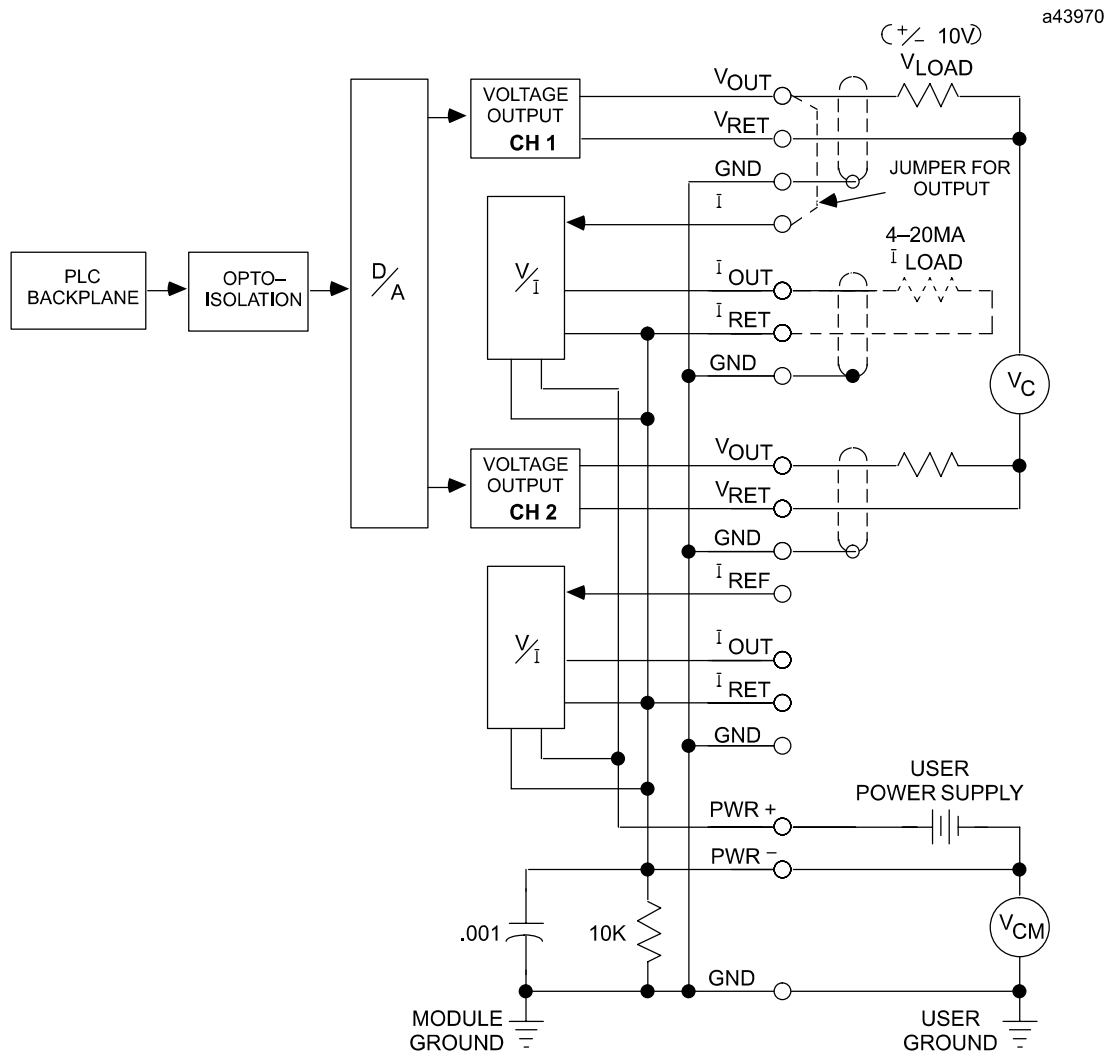 a43970
(+/– 10V)
VLOAD
VOUT
VOLTAGE
OUTPUT
CH 1
VRET
GND
JUMPER FOR
OUTPUT
I
4–20MA
I LOAD
PLC
BACKPLANE
OPTO–
ISOLATION
D/A
V/I
I OUT
I RET
GND
VC
VOUT
VOLTAGE
OUTPUT
CH 2
VRET
GND
I REF
V/I
I OUT
I RET
GND
USER
POWER SUPPLY
PWR +
PWR –
.001
10K
VCM
GND
MODULE
GROUND
USER
GROUND